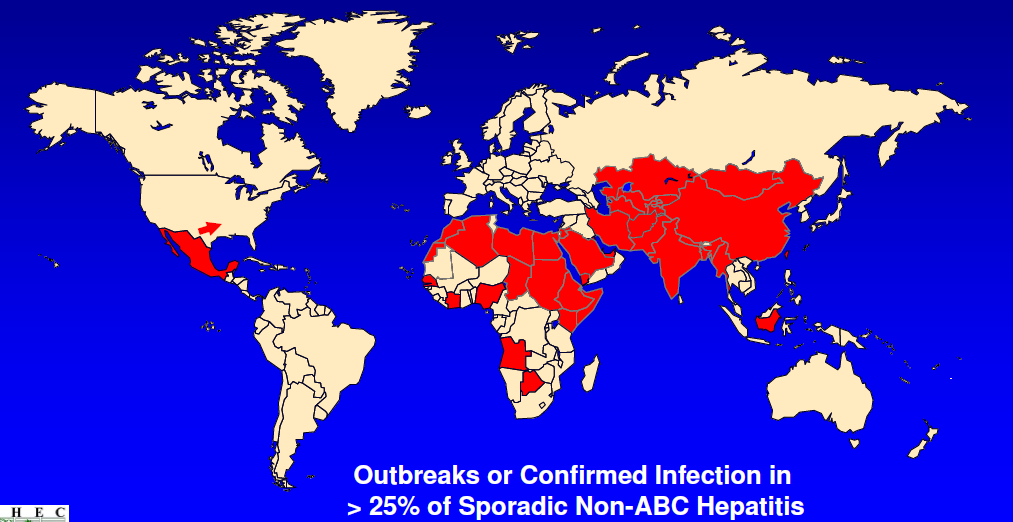 Outbreaks or Confirmed Infection in
> 25% of Sporadic Non-ABC Hepatitis
H E C